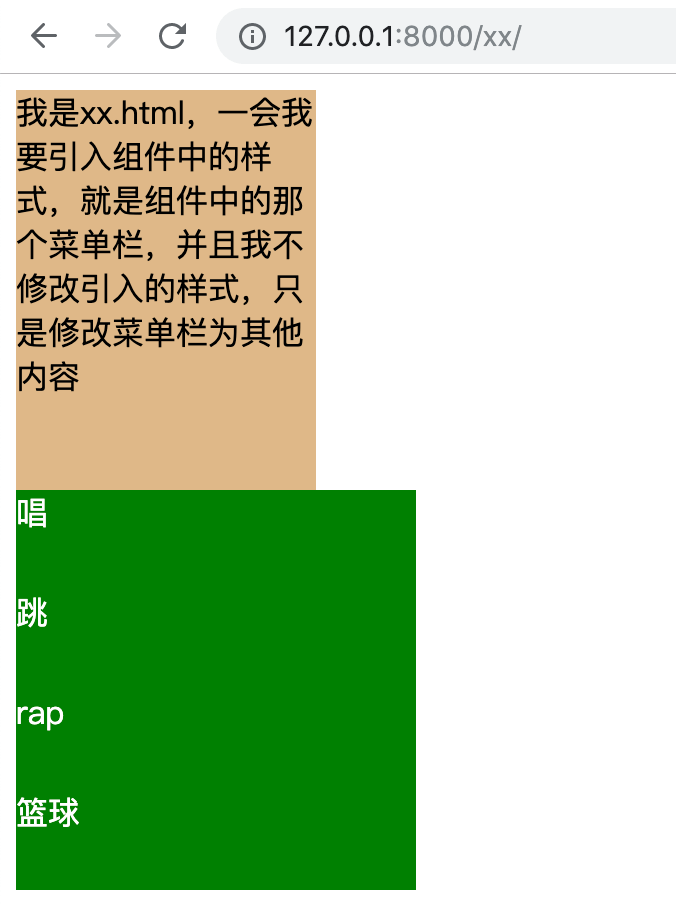 127.0.0.1:8000/xx/
我是xx.html，一会我
要引入组件中的样
式，就是组件中的那
个菜单栏，并且我不
修改引入的样式，只
是修改菜单栏为其他
内容
唱
跳
rap
篮球